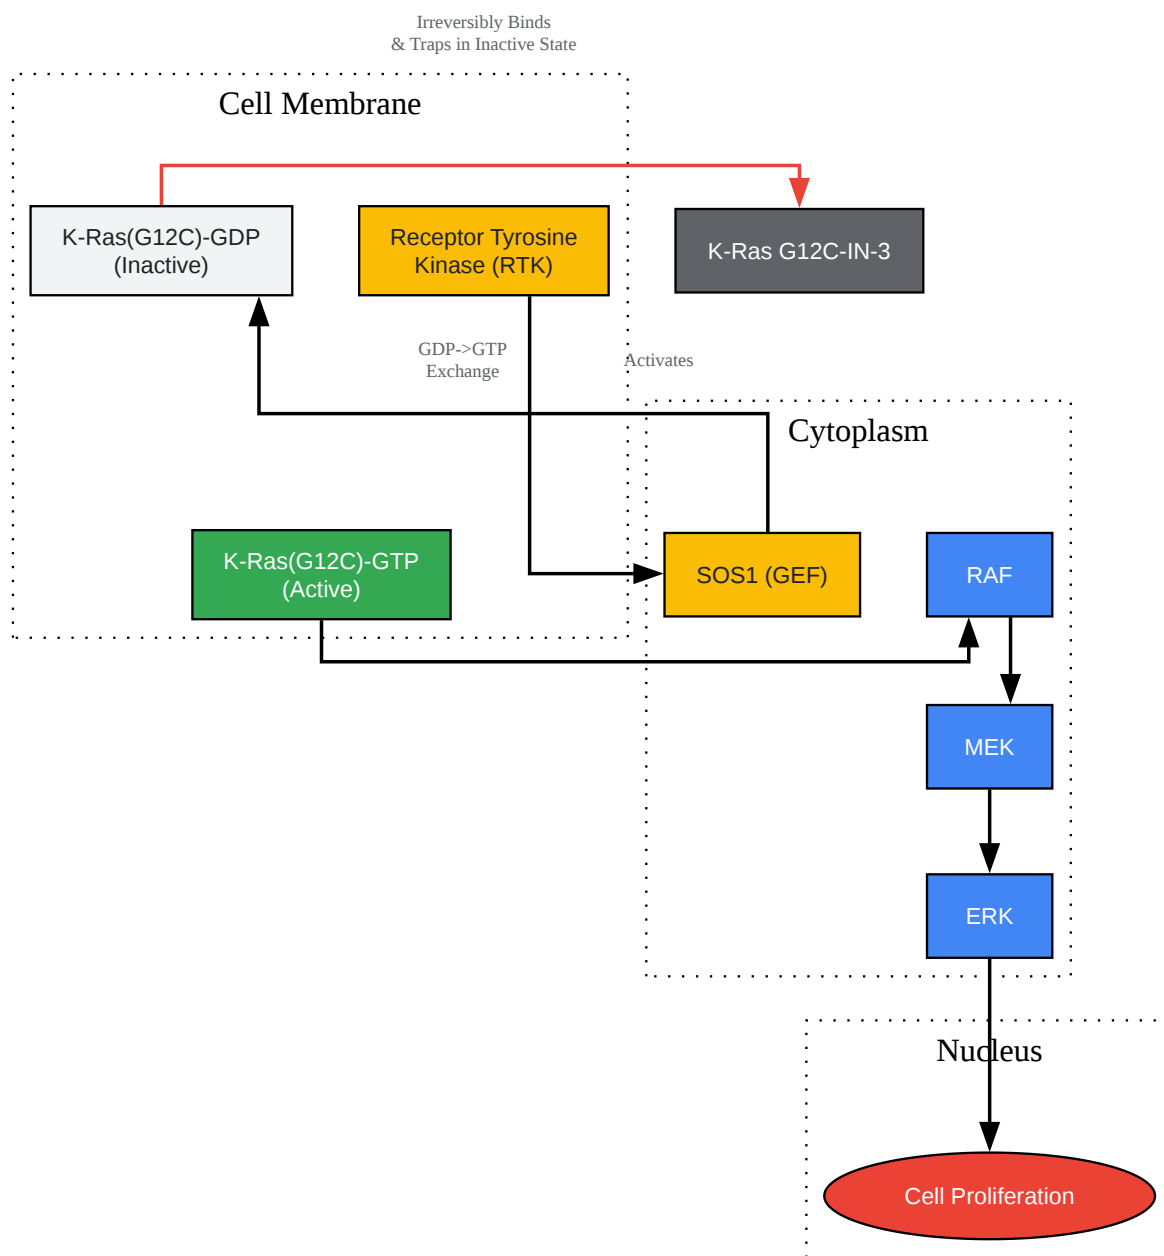 Irreversibly Binds
& Traps in Inactive State
Cell Membrane
K-Ras(G12C)-GDP
(Inactive)
Receptor Tyrosine
Kinase (RTK)
K-Ras G12C-IN-3
GDP->GTP
Exchange
Activates
Cytoplasm
K-Ras(G12C)-GTP
(Active)
SOS1 (GEF)
RAF
MEK
ERK
Nucleus
Cell Proliferation